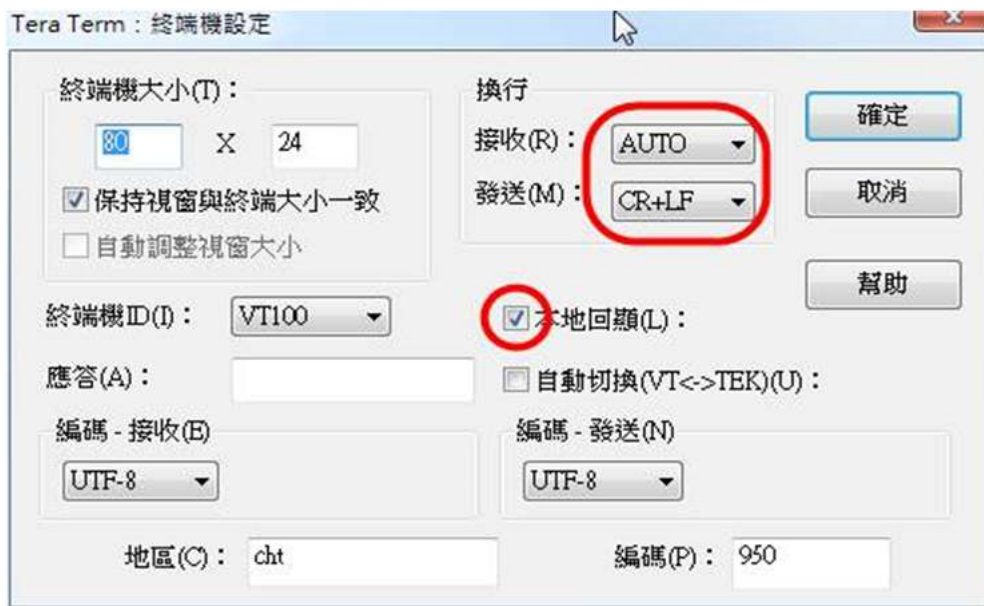 Tera Term：終端機設定
終端機大小(T)：
80 X 24
保持視窗與終端大小一致
自動調整視窗大小
換行
接收(R)： AUTO
發送(M)： CR+LF
確定
取消
幫助
終端機ID(I)： VT100
本地回顯(L)：
應答(A)：
自動切換(VT<->TEK)(U)：
編碼 - 接收(E)
UTF-8
編碼 - 發送(N)
UTF-8
地區(C)： cht
編碼(P)： 950